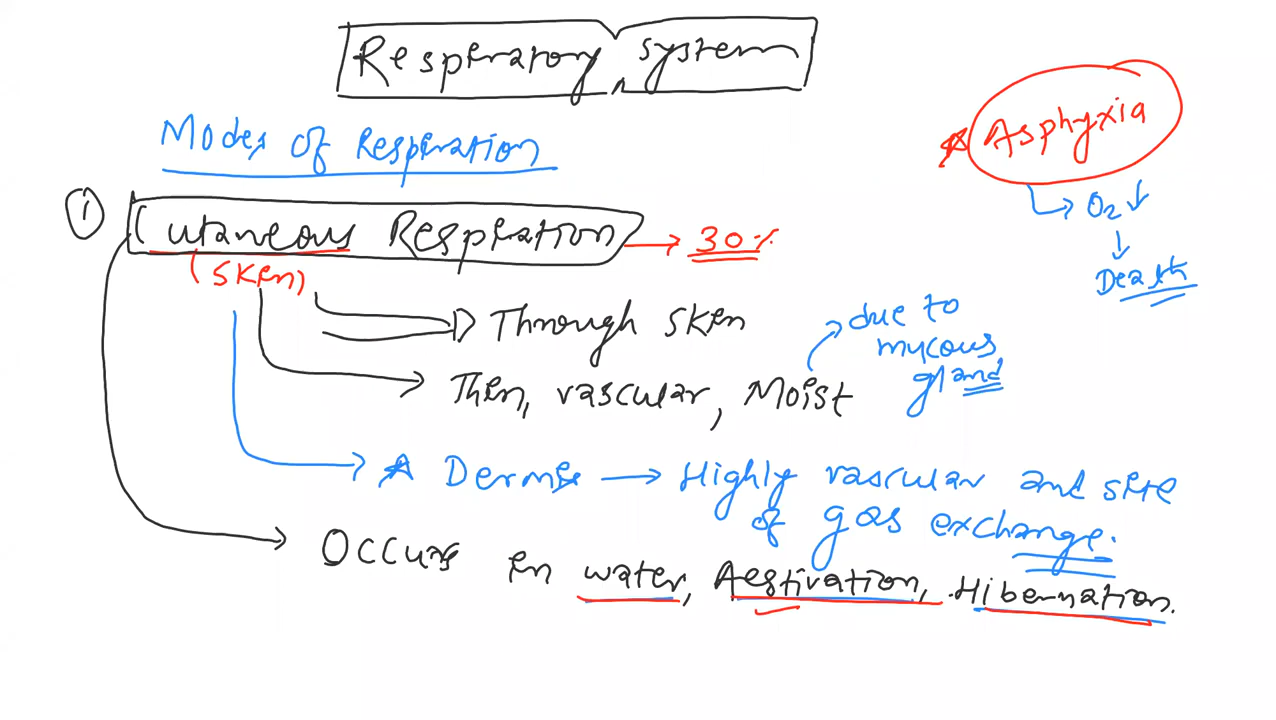 Respiratory system
Modes of Respiration
Asphyxia
O2 ↓
Death
① Cutaneous Respiration → 30%
(Skin)
Through skin
due to
mucous
gland
Thin, vascular, Moist
Dermis → Highly vascular and site
of gas exchange.
Occurs in water, Aestivation, Hibernation.